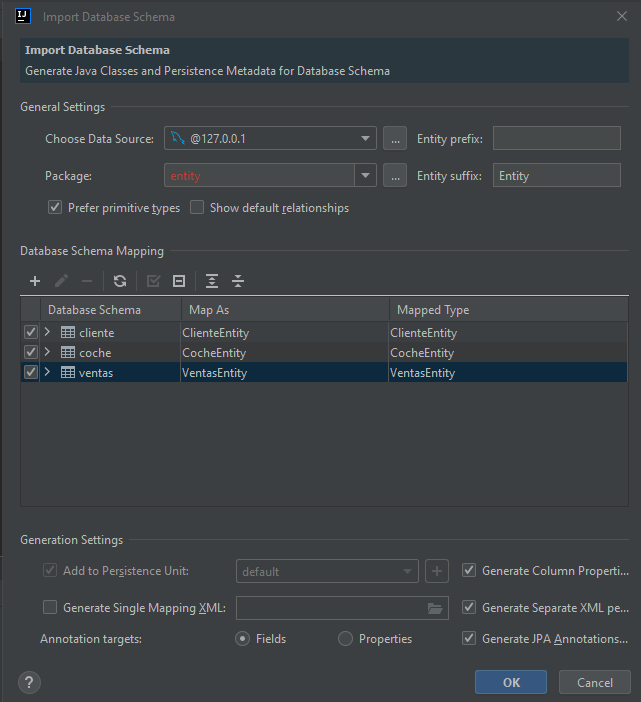 IJ Import Database Schema
Import Database Schema
Generate Java Classes and Persistence Metadata for Database Schema
General Settings
Choose Data Source: @127.0.0.1 ... Entity prefix:
Package: entity ... Entity suffix: Entity
Prefer primitive types Show default relationships
Database Schema Mapping
Database Schema Map As Mapped Type
cliente ClienteEntity ClienteEntity
coche CocheEntity CocheEntity
ventas VentasEntity VentasEntity
Generation Settings
Add to Persistence Unit: default Generate Column Properti...
Generate Single Mapping XML: Generate Separate XML pe...
Annotation targets: Fields Properties Generate JPA Annotations...
? OK Cancel